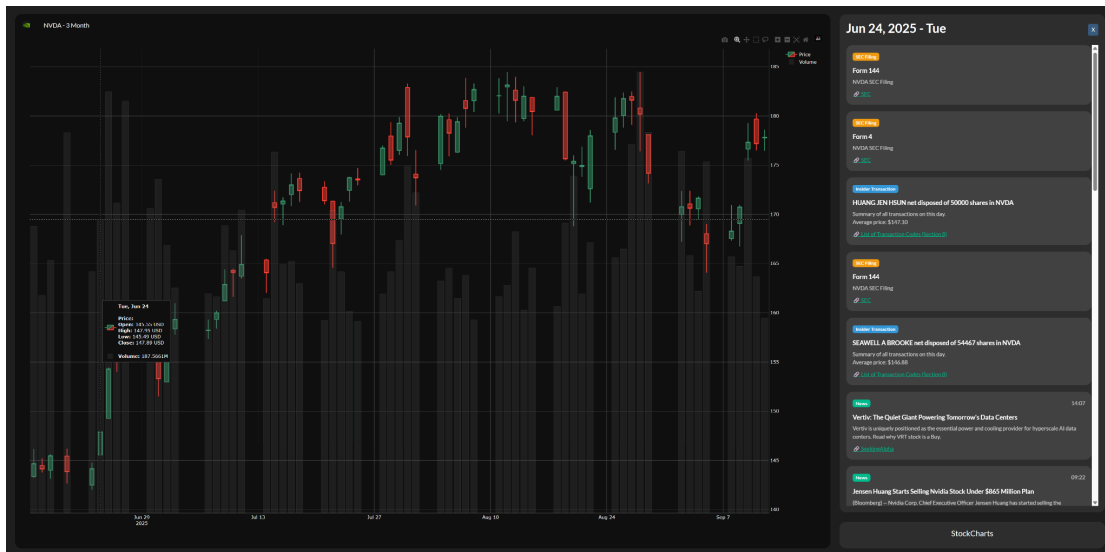 NVDA - 3 Month
Price
Volume
185
180
175
170
165
160
155
150
145
140
Tue, Jun 24
Price:
Open: 145.55 USD
High: 147.95 USD
Low: 145.49 USD
Close: 147.89 USD
Volume: 187.5661M
Jun 29
2025
Jul 13
Jul 27
Aug 10
Aug 24
Sep 7
Jun 24, 2025 - Tue
X
SEC Filing
Form 144
NVDA SEC Filing
SEC
SEC Filing
Form 4
NVDA SEC Filing
SEC
Insider Transaction
HUANG JEN HSUN net disposed of 50000 shares in NVDA
Summary of all transactions on this day.
Average price: $147.10
List of Transaction Codes (Section 8)
SEC Filing
Form 144
NVDA SEC Filing
SEC
Insider Transaction
SEAWELL A BROOKE net disposed of 54467 shares in NVDA
Summary of all transactions on this day.
Average price: $146.88
List of Transaction Codes (Section 8)
News
14:07
Vertiv: The Quiet Giant Powering Tomorrow's Data Centers
Vertiv is uniquely positioned as the essential power and cooling provider for hyperscale AI data
centers. Read why VRT stock is a Buy.
SeekingAlpha
News
09:22
Jensen Huang Starts Selling Nvidia Stock Under $865 Million Plan
(Bloomberg) -- Nvidia Corp. Chief Executive Officer Jensen Huang has started selling the
StockCharts